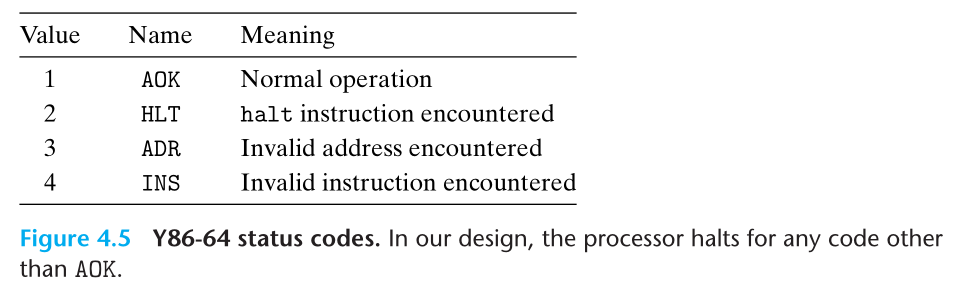 Value Name Meaning
1 AOK Normal operation
2 HLT halt instruction encountered
3 ADR Invalid address encountered
4 INS Invalid instruction encountered
Figure 4.5 Y86-64 status codes. In our design, the processor halts for any code other
than AOK.